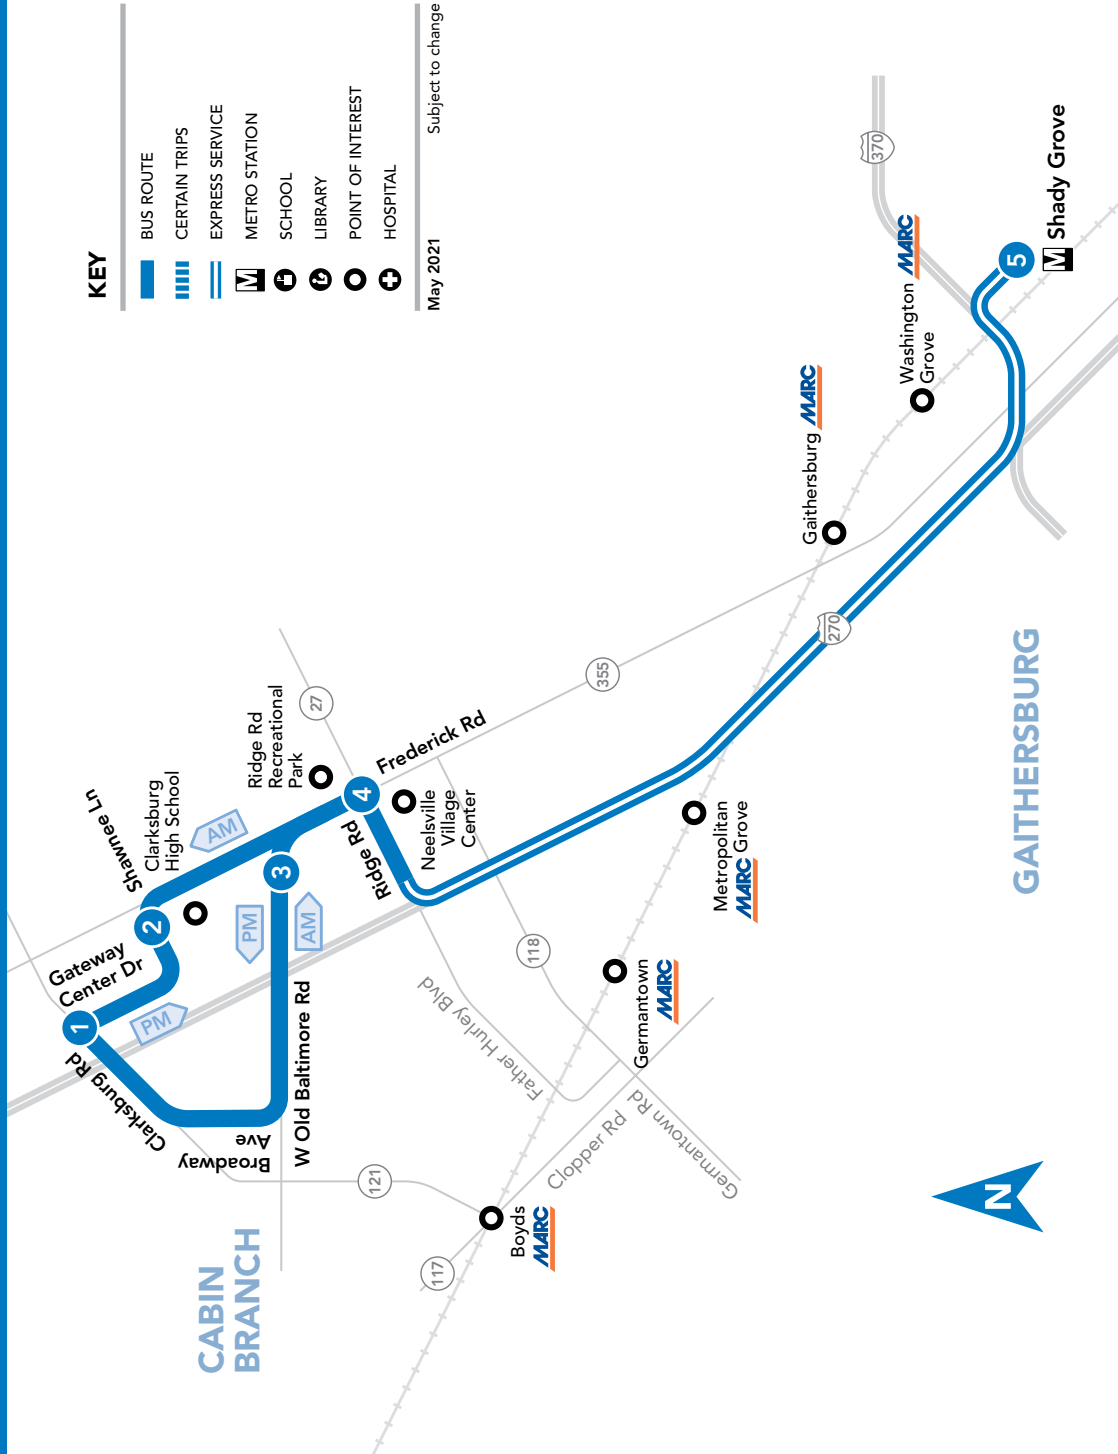 KEY
BUS ROUTE
CERTAIN TRIPS
EXPRESS SERVICE
M METRO STATION
SCHOOL
LIBRARY
POINT OF INTEREST
HOSPITAL
May 2021
Subject to change
CABIN
BRANCH
Clarksburg Rd
Broadway
Ave
W Old Baltimore Rd
1
Gateway
Center Dr
PM
2
Shawnee Ln
Clarksburg
High School
AM
PM
AM
3
Ridge Rd
Recreational
Park
27
4
Frederick Rd
Ridge Rd
Neelsville
Village
Center
355
118
Father Hurley Blvd
121
117
Boyds
MARC
Clopper Rd
Germantown Rd
Germantown
MARC
Metropolitan
MARC Grove
270
Gaithersburg MARC
Washington MARC
Grove
370
5
M Shady Grove
GAITHERSBURG
N